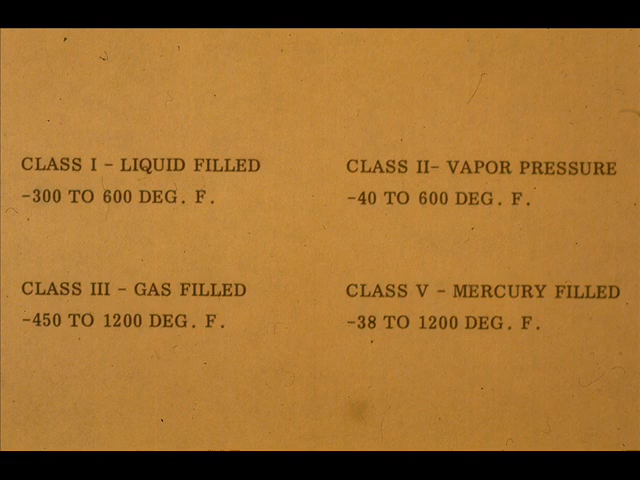 CLASS I - LIQUID FILLED
-300 TO 600 DEG. F.
CLASS II- VAPOR PRESSURE
-40 TO 600 DEG. F.
CLASS III - GAS FILLED
-450 TO 1200 DEG. F.
CLASS V - MERCURY FILLED
-38 TO 1200 DEG. F.